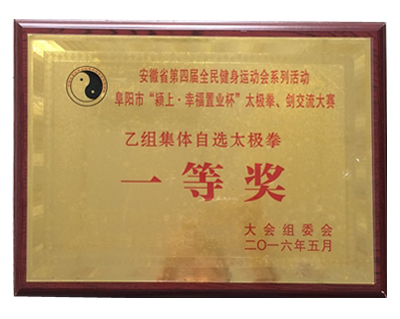 安徽省第四届全民健身运动会系列活动
阜阳市“颍上·幸福置业杯”太极拳、剑交流大赛
乙组集体自选太极拳
一等奖
大会组委会
二〇一六年五月